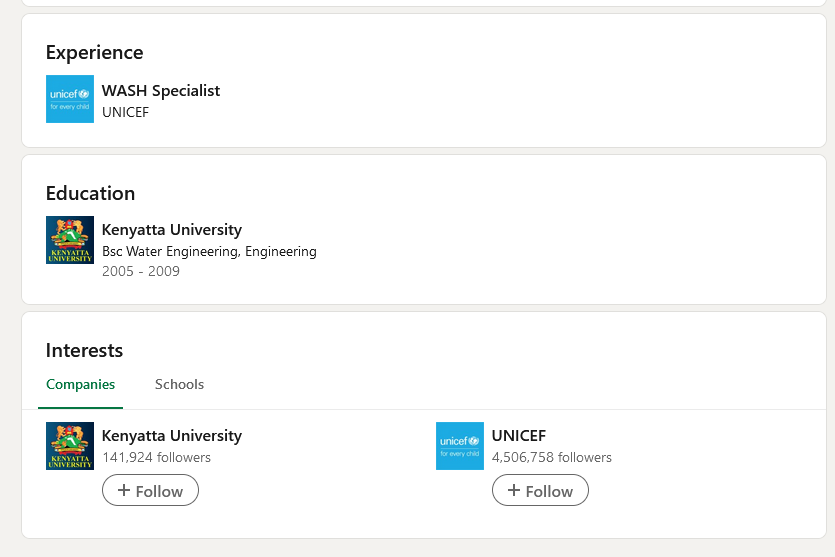 Experience
unicef
for every child
WASH Specialist
UNICEF
Education
KENYATTA
UNIVERSITY
Kenyatta University
Bsc Water Engineering, Engineering
2005 - 2009
Interests
Companies Schools
KENYATTA
UNIVERSITY
Kenyatta University
141,924 followers
+ Follow
unicef
for every child
UNICEF
4,506,758 followers
+ Follow